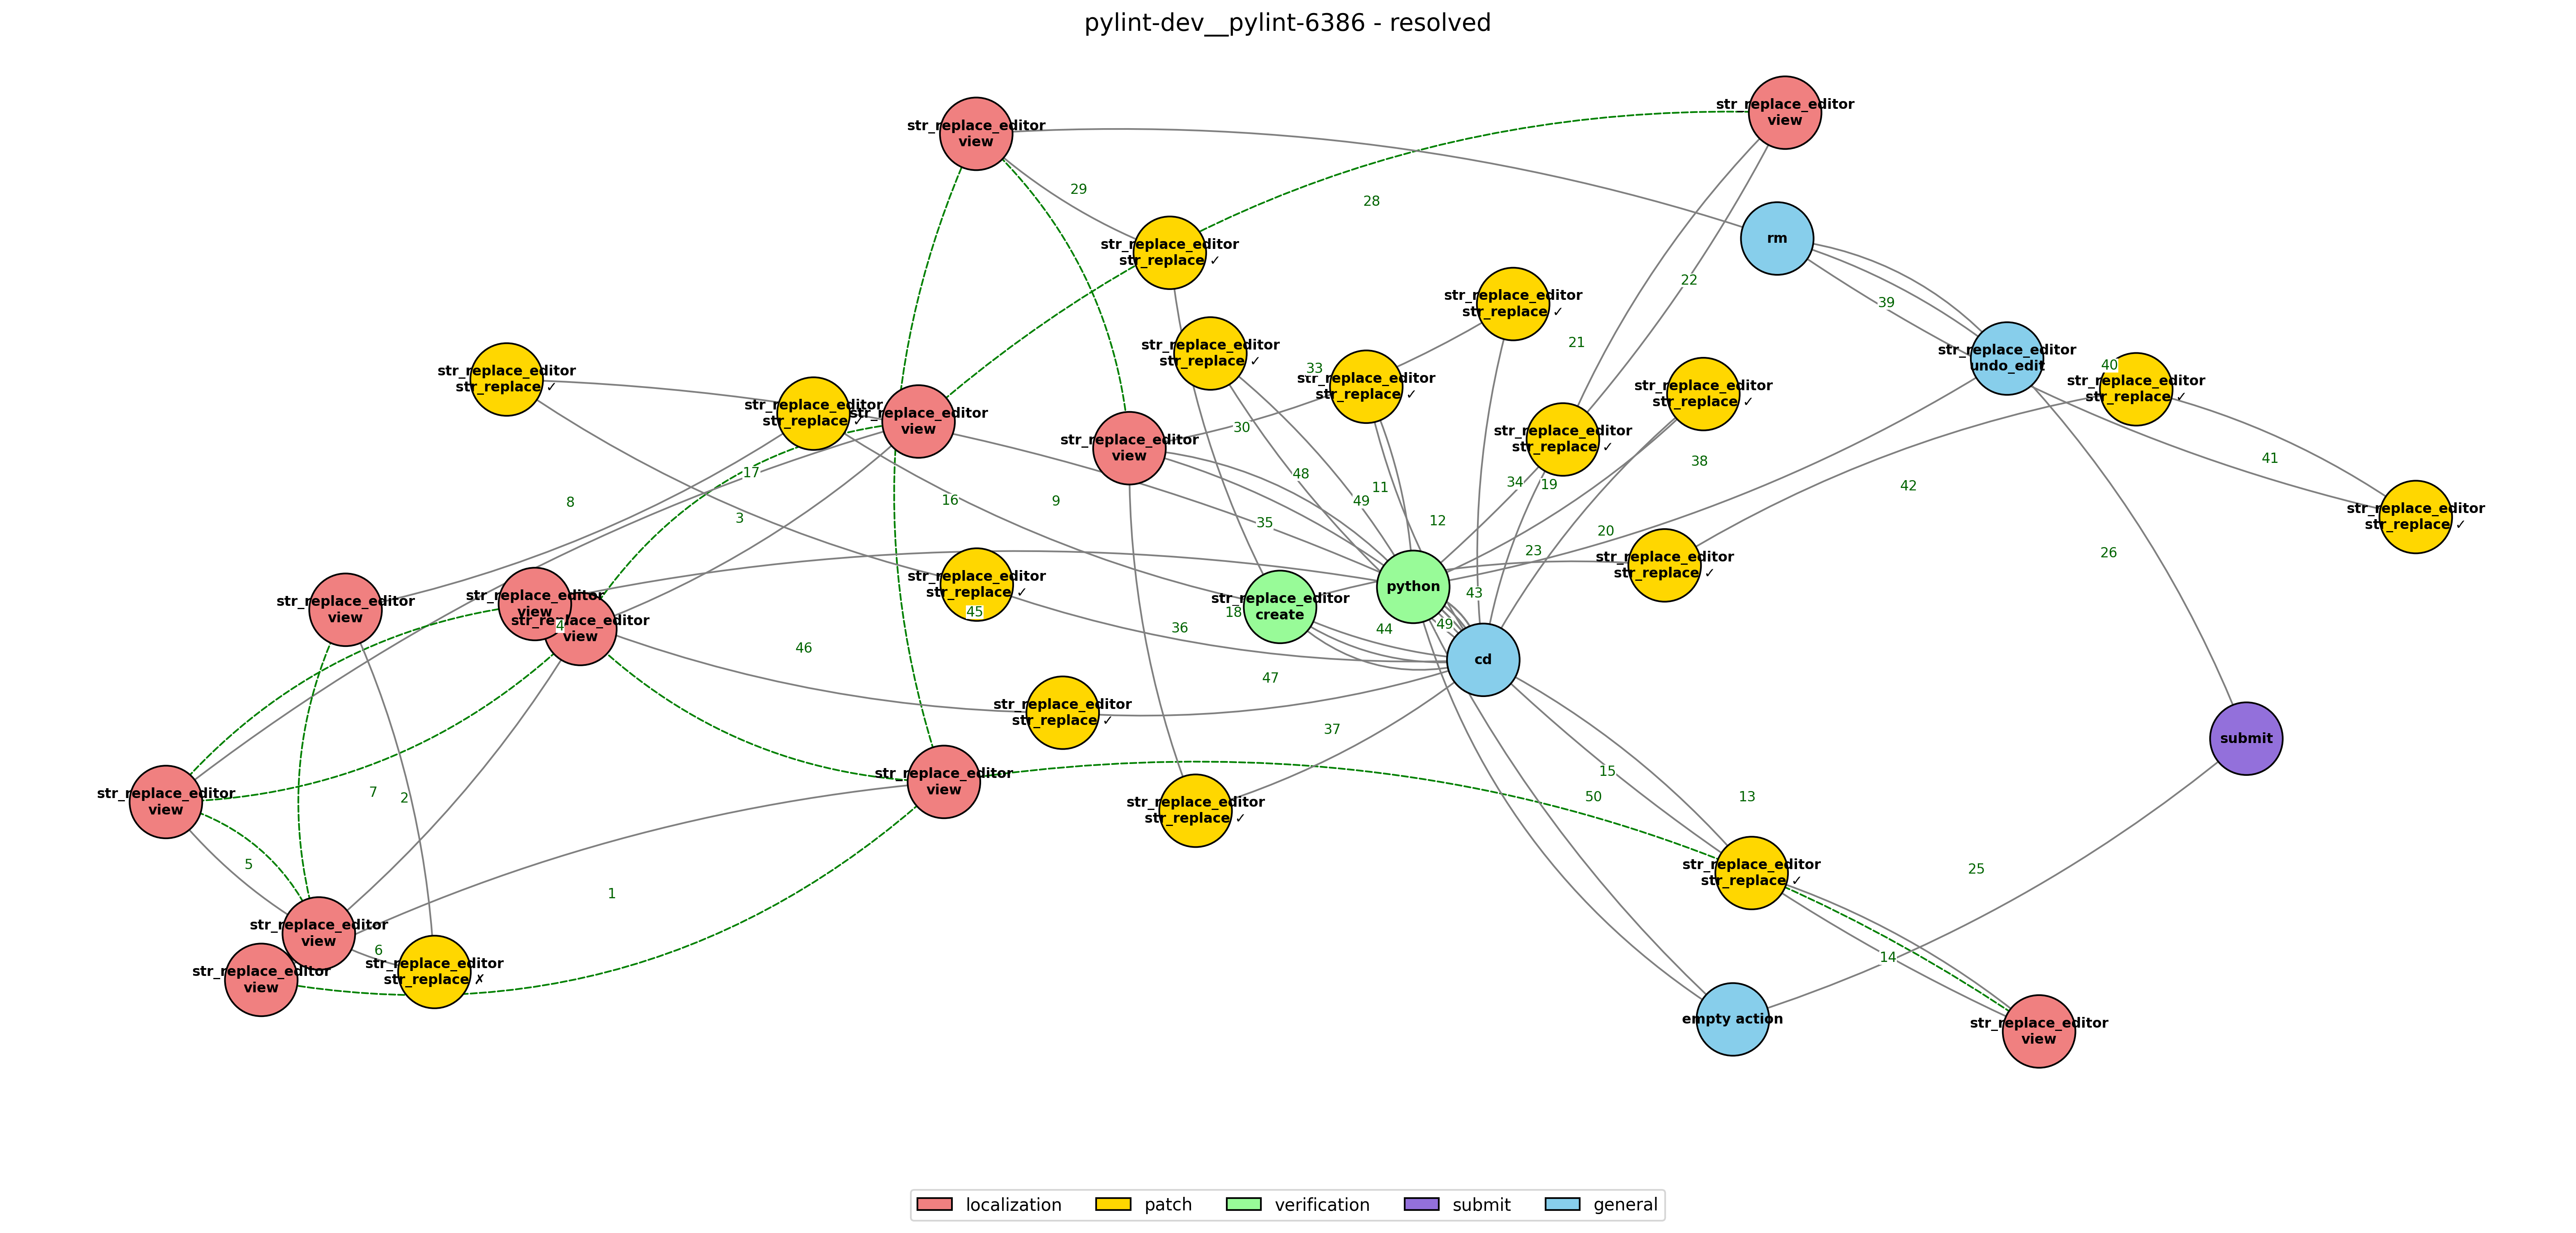 pylint-dev__pylint-6386 - resolved
str_replace_editor
view
str_replace_editor
view
29
28
rm
str_replace_editor
str_replace ✓
22
39
str_replace_editor
str_replace ✓
21
str_replace_editor
str_replace ✓
33
str_replace_editor
undo_edit
40
str_replace_editor
str_replace ✓
str_replace_editor
str_replace ✓
str_replace_editor
str_replace ✓
str_replace_editor
str_replace ✓
str_replace_editor
str_replace ✓
str_replace_editor
view
30
str_replace_editor
view
str_replace_editor
str_replace ✓
38
41
17
48
11
34
19
42
8
16
9
49
str_replace_editor
str_replace ✓
3
35
12
20
23
26
str_replace_editor
str_replace ✓
str_replace_editor
str_replace ✓
python
43
str_replace_editor
view
str_replace_editor
view
str_replace_editor
create
45
18
4
str_replace_editor
view
36
44
49
46
cd
47
str_replace_editor
str_replace ✓
37
submit
str_replace_editor
view
15
str_replace_editor
view
7
2
50
13
str_replace_editor
str_replace ✓
5
str_replace_editor
str_replace ✓
25
1
str_replace_editor
view
6
14
str_replace_editor
str_replace ✗
str_replace_editor
view
empty action
str_replace_editor
view
localization
patch
verification
submit
general